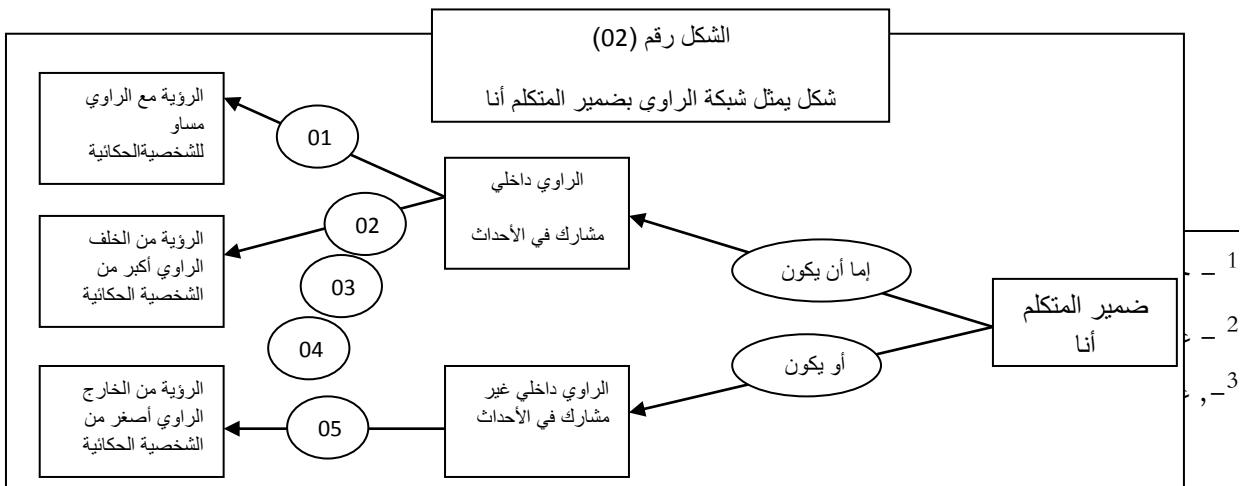 الشكل رقم (02)
شكل يمثل شبكة الراوي بضمير المتكلم أنا
ضمير المتكلم
أنا
إما أن يكون
أو يكون
الراوي داخلي
مشارك في الأحداث
الراوي داخلي غير
مشارك في الأحداث
01
02
03
04
05
الرؤية مع الراوي
مساو
للشخصيةالحكائية
الرؤية من الخلف
الراوي أكبر من
الشخصية الحكائية
الرؤية من الخارج
الراوي أصغر من
الشخصية الحكائية
1 _
2 _
3 _,